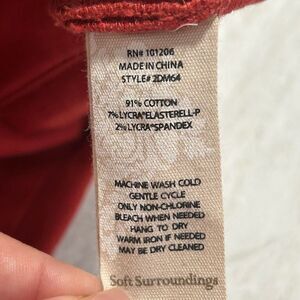 RN# 101206
MADE IN CHINA
STYLE# 2DM64
91% COTTON
7% LYCRA®ELASTERELL-P
2% LYCRA®SPANDEX
MACHINE WASH COLD
GENTLE CYCLE
ONLY NON-CHLORINE
BLEACH WHEN NEEDED
HANG TO DRY
WARM IRON IF NEEDED
MAY BE DRY CLEANED
Soft Surroundings